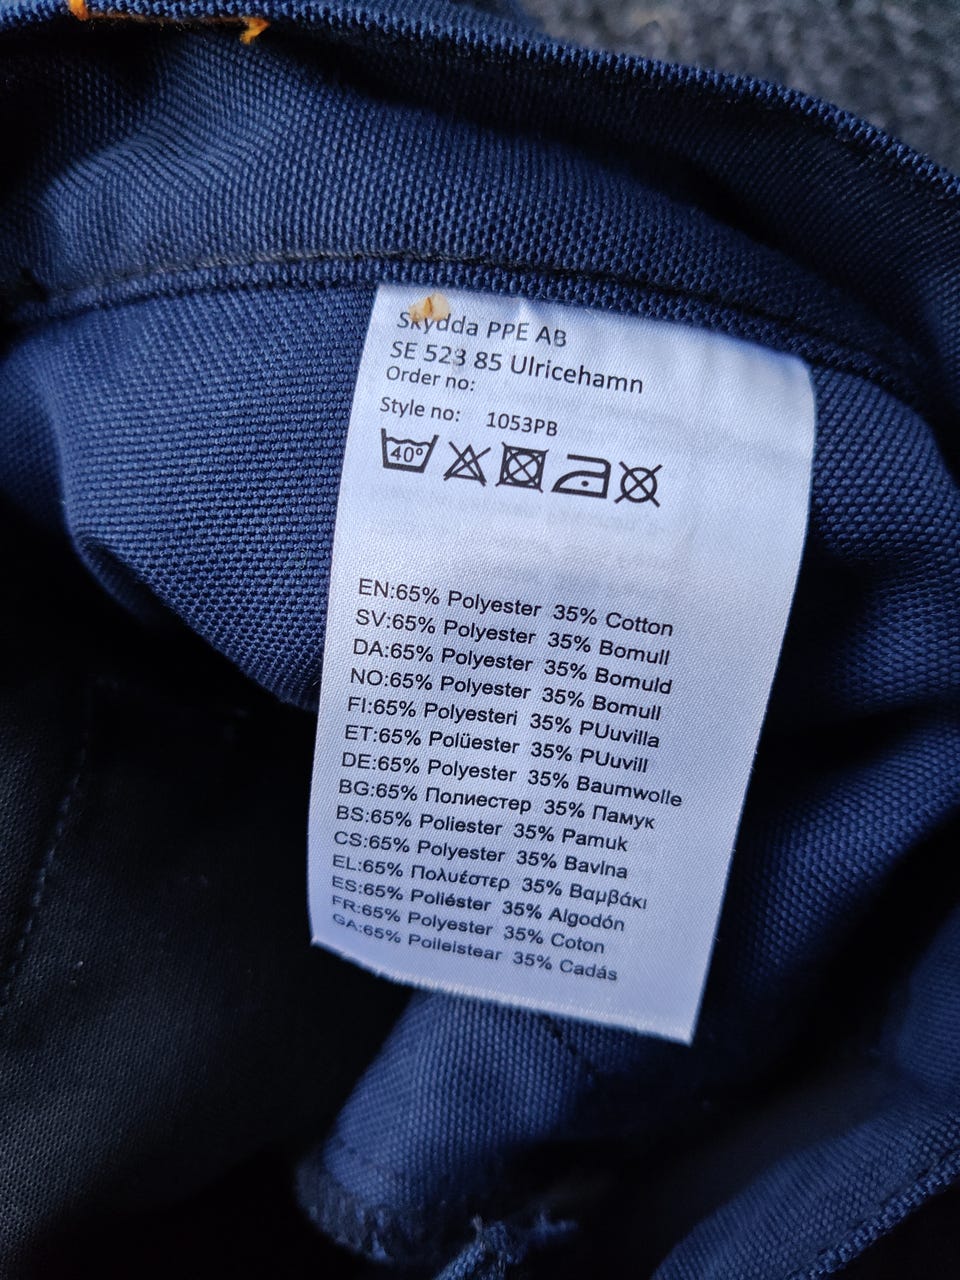 Skydda PPE AB
SE 523 85 Ulricehamn
Order no:
Style no: 1053PB
40°
EN:65% Polyester 35% Cotton
SV:65% Polyester 35% Bomull
DA:65% Polyester 35% Bomuld
NO:65% Polyester 35% Bomull
FI:65% Polyesteri 35% PUuvilla
ET:65% Polüester 35% PUuvill
DE:65% Polyester 35% Baumwolle
BG:65% Полиестер 35% Памук
BS:65% Poliester 35% Pamuk
CS:65% Polyester 35% Bavlna
EL:65% Πολυέστερ 35% Βαμβάκι
ES:65% Poliéster 35% Algodón
FR:65% Polyester 35% Coton
GA:65% Poileistear 35% Cadás